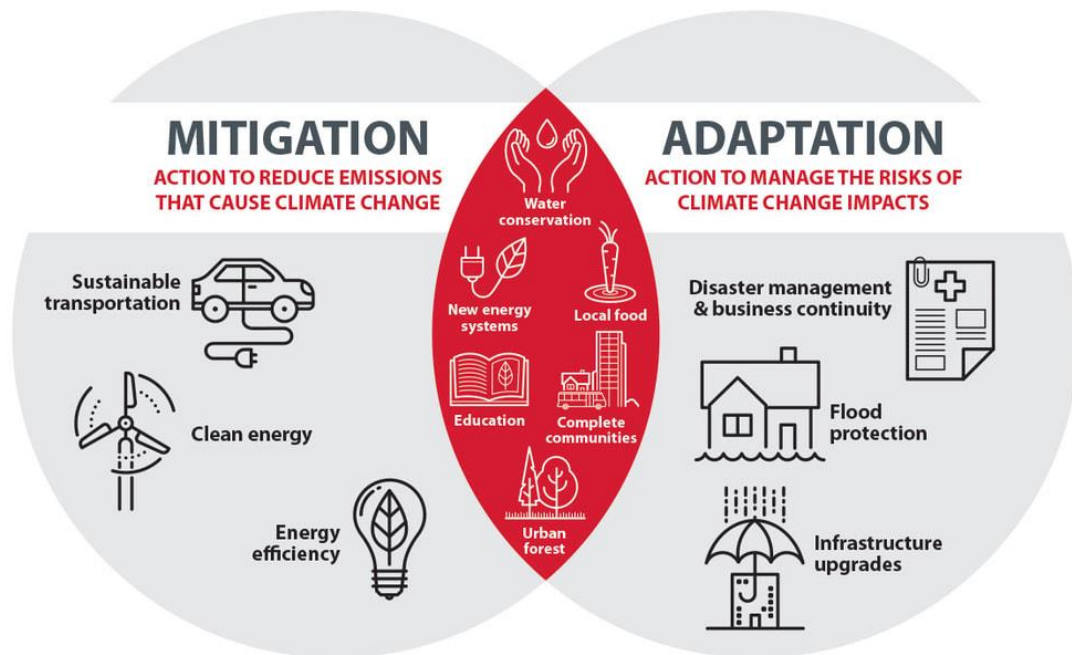 MITIGATION
ACTION TO REDUCE EMISSIONS
THAT CAUSE CLIMATE CHANGE
Sustainable
transportation
Clean energy
Energy
efficiency
Water
conservation
New energy
systems
Local food
Education
Complete
communities
Urban
forest
ADAPTATION
ACTION TO MANAGE THE RISKS OF
CLIMATE CHANGE IMPACTS
Disaster management
& business continuity
Flood
protection
Infrastructure
upgrades